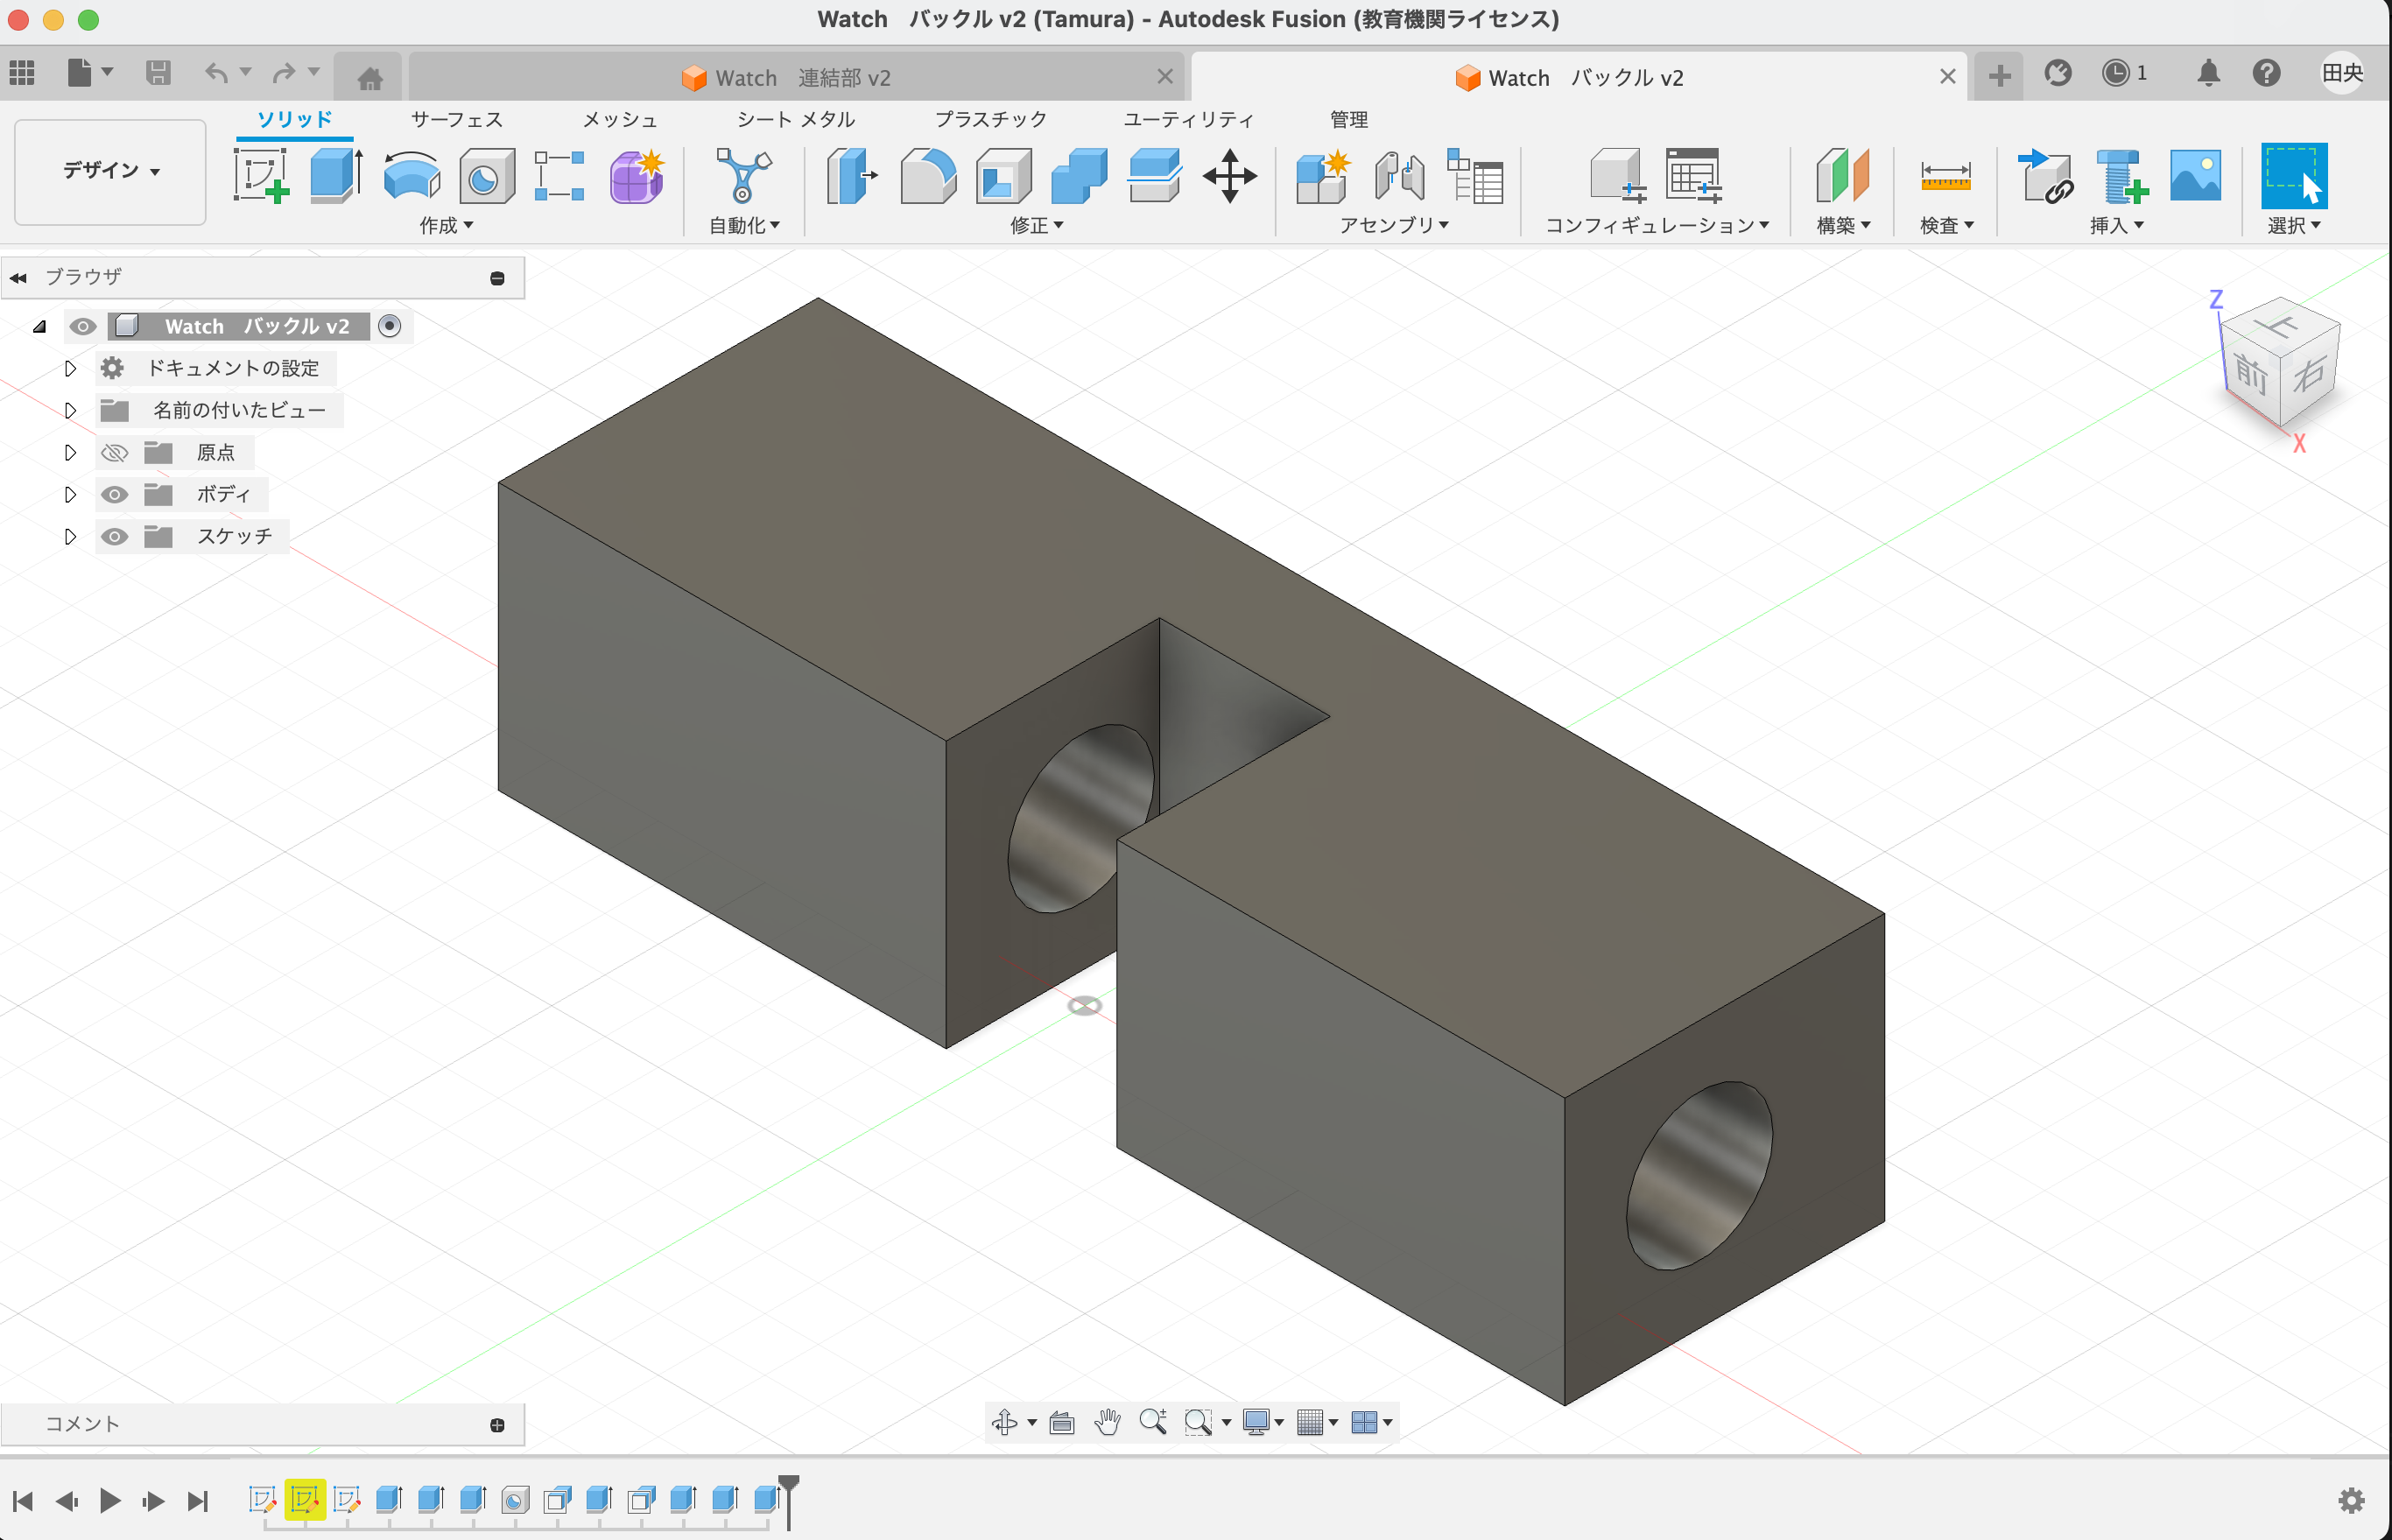 Watch　バックル v2 (Tamura) - Autodesk Fusion (教育機関ライセンス)
Watch　連結部 v2
Watch　バックル v2
1
田央
デザイン
ソリッド
サーフェス
メッシュ
シート メタル
プラスチック
ユーティリティ
管理
作成
自動化
修正
アセンブリ
コンフィギュレーション
構築
検査
挿入
選択
ブラウザ
Watch　バックル v2
ドキュメントの設定
名前の付いたビュー
原点
ボディ
スケッチ
Z
上
前
右
X
コメント